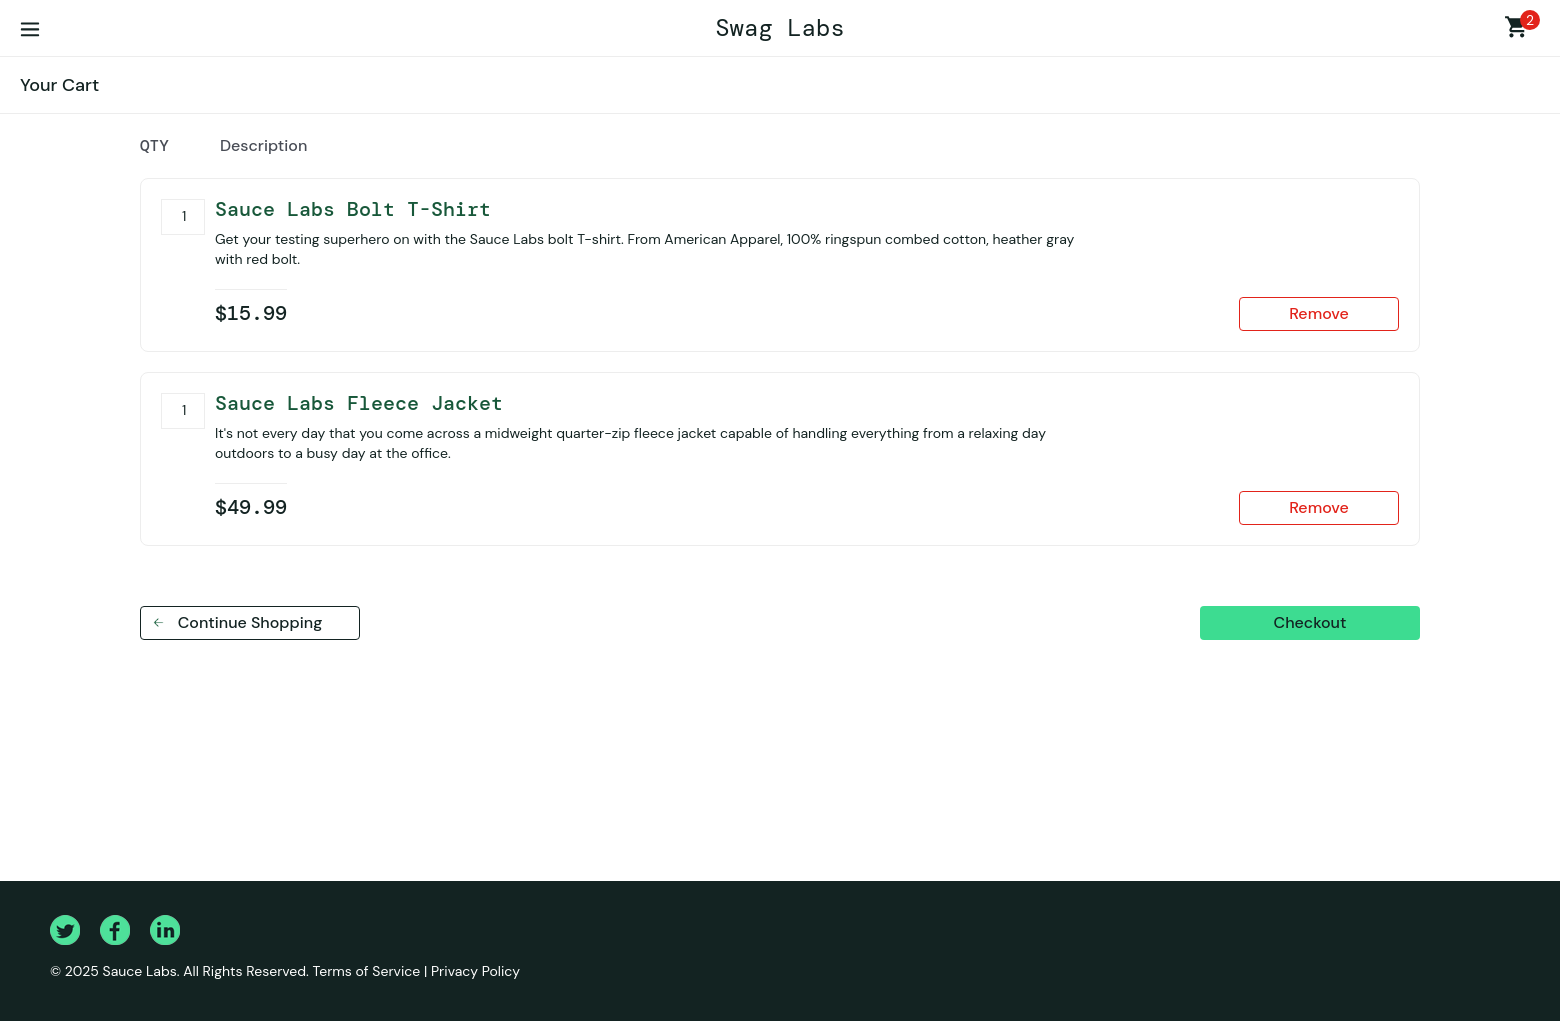 Swag Labs
2
Your Cart
QTY Description
1 Sauce Labs Bolt T-Shirt
Get your testing superhero on with the Sauce Labs bolt T-shirt. From American Apparel, 100% ringspun combed cotton, heather gray
with red bolt.
$15.99 Remove
1 Sauce Labs Fleece Jacket
It's not every day that you come across a midweight quarter-zip fleece jacket capable of handling everything from a relaxing day
outdoors to a busy day at the office.
$49.99 Remove
Continue Shopping Checkout
© 2025 Sauce Labs. All Rights Reserved. Terms of Service | Privacy Policy